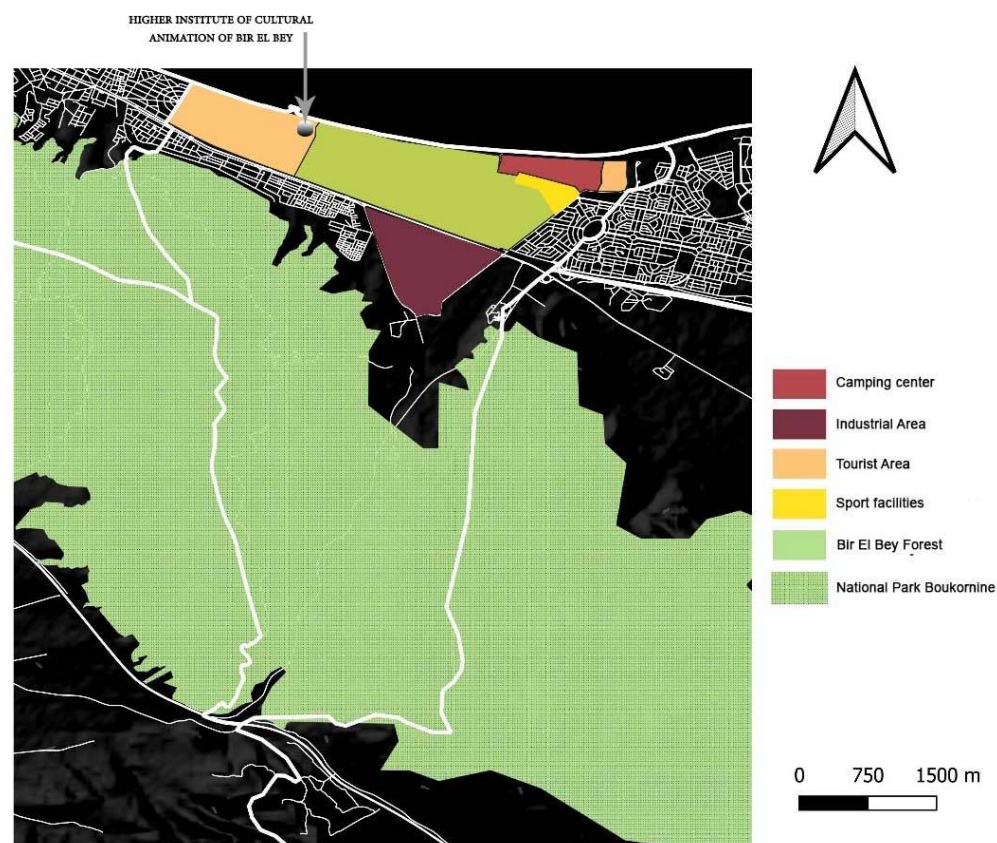 HIGHER INSTITUTE OF CULTURAL
ANIMATION OF BIR EL BEY
Camping center
Industrial Area
Tourist Area
Sport facilities
Bir El Bey Forest
National Park Boukornine
0 750 1500 m